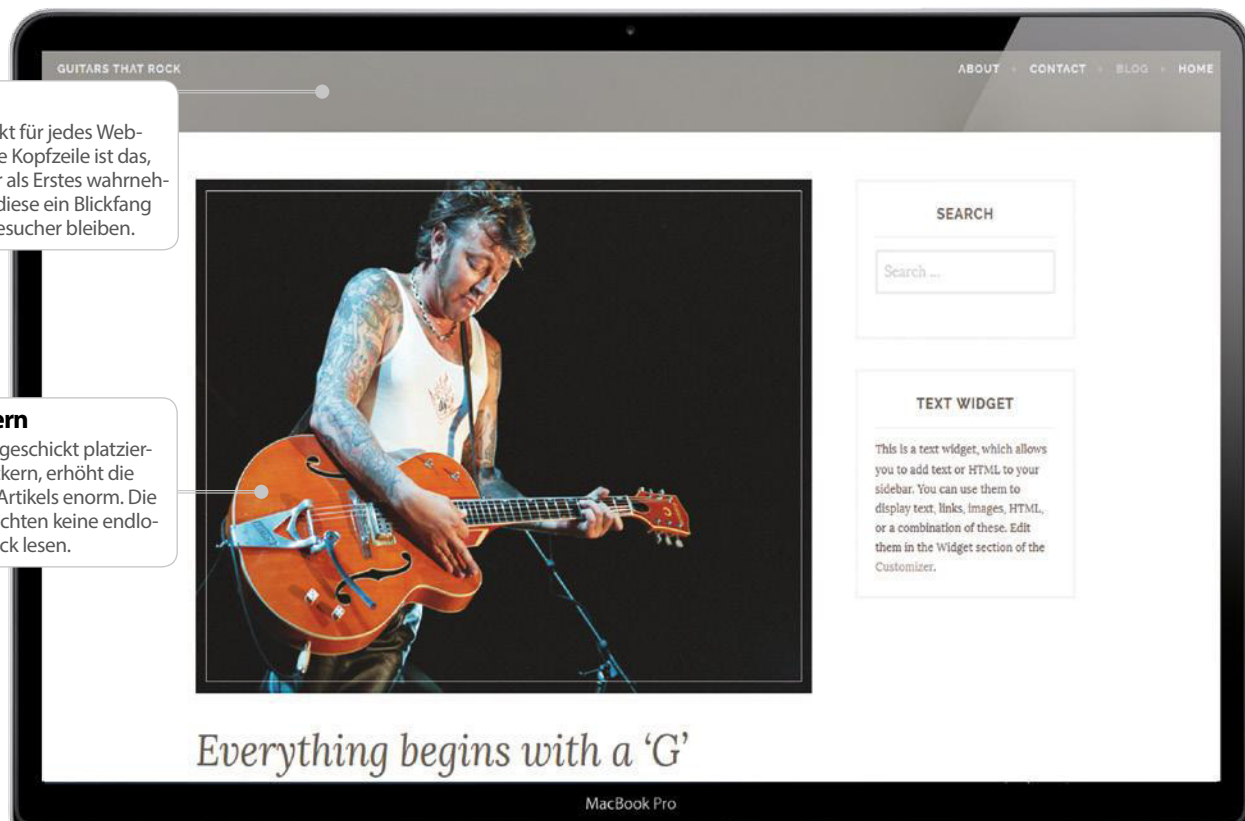 GUITARS THAT ROCK
ABOUT CONTACT BLOG HOME
kt für jedes Web-
e Kopfzeile ist das,
r als Erstes wahrneh-
diese ein Blickfang
esucher bleiben.
SEARCH
Search ...
ern
geschickt platzier-
kern, erhöht die
Artikels enorm. Die
chten keine endlo-
ck lesen.
TEXT WIDGET
This is a text widget, which allows
you to add text or HTML to your
sidebar. You can use them to
display text, links, images, HTML,
or a combination of these. Edit
them in the Widget section of the
Customizer.
Everything begins with a ‘G’
MacBook Pro